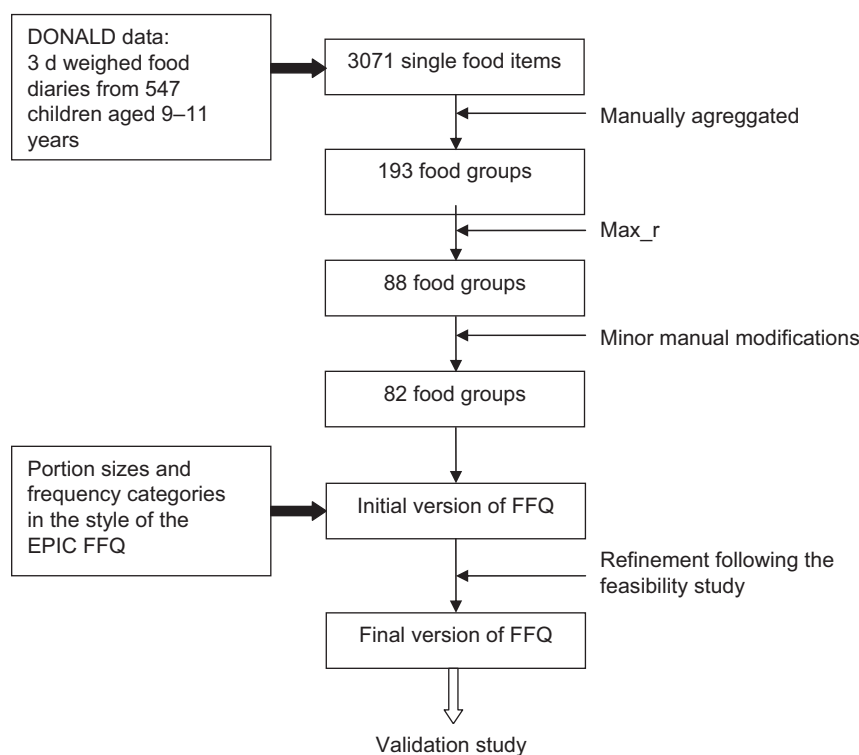 DONALD data:
3 d weighed food
diaries from 547
children aged 9–11
years
3071 single food items
Manually agreggated
193 food groups
Max_r
88 food groups
Minor manual modifications
82 food groups
Portion sizes and
frequency categories
in the style of the
EPIC FFQ
Initial version of FFQ
Refinement following the
feasibility study
Final version of FFQ
Validation study